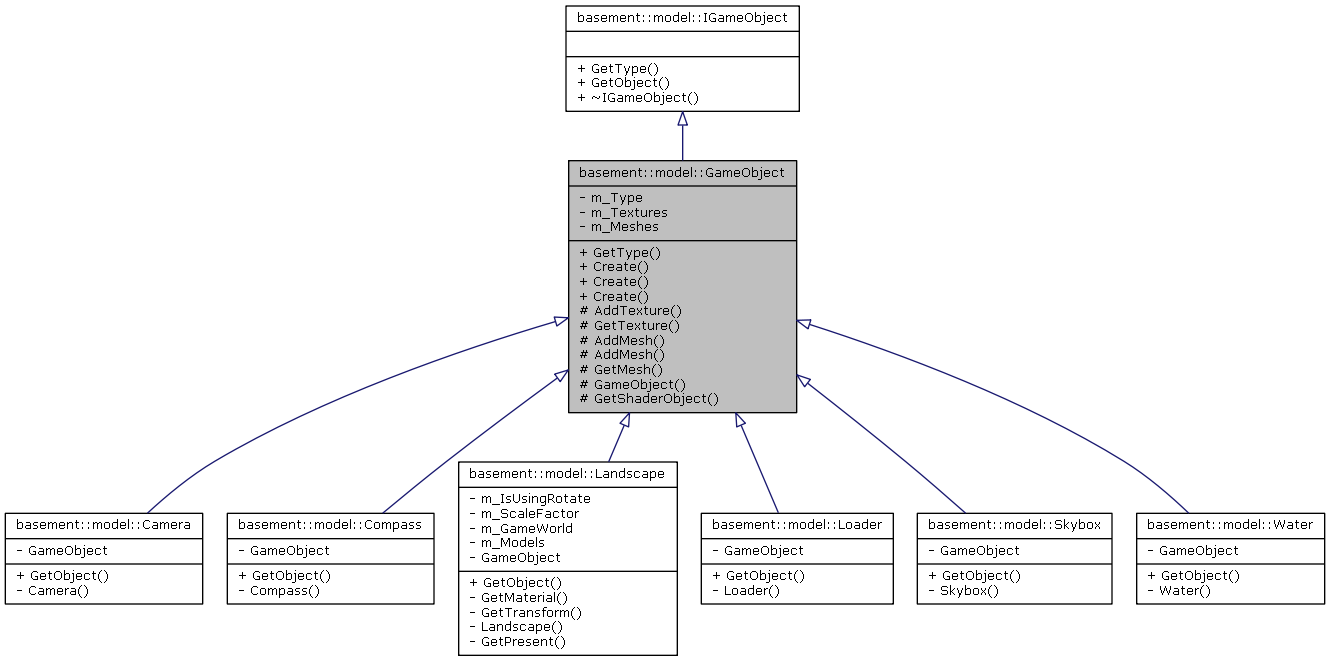 basement::model::IGameObject
+ GetType()
+ GetObject()
+ ~IGameObject()
basement::model::GameObject
- m_Type
- m_Textures
- m_Meshes
+ GetType()
+ Create()
+ Create()
+ Create()
# AddTexture()
# GetTexture()
# AddMesh()
# AddMesh()
# GetMesh()
# GameObject()
# GetShaderObject()
basement::model::Camera
- GameObject
+ GetObject()
- Camera()
basement::model::Compass
- GameObject
+ GetObject()
- Compass()
basement::model::Landscape
- m_IsUsingRotate
- m_ScaleFactor
- m_GameWorld
- m_Models
- GameObject
+ GetObject()
- GetMaterial()
- GetTransform()
- Landscape()
- GetPresent()
basement::model::Loader
- GameObject
+ GetObject()
- Loader()
basement::model::Skybox
- GameObject
+ GetObject()
- Skybox()
basement::model::Water
- GameObject
+ GetObject()
- Water()